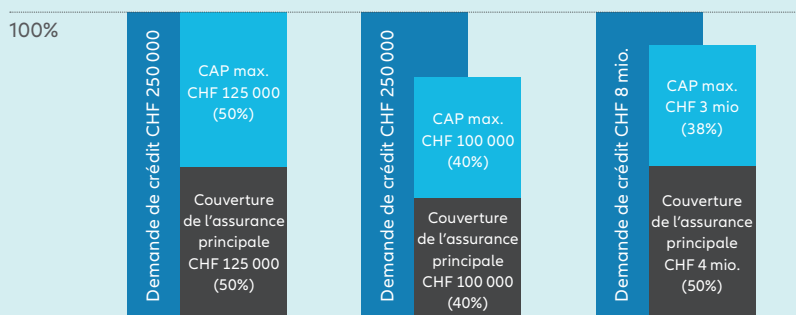 100%
Demande de crédit CHF 250 000
CAP max.
CHF 125 000
(50%)
Couverture
de l'assurance
principale
CHF 125 000
(50%)
Demande de crédit CHF 250 000
CAP max.
CHF 100 000
(40%)
Couverture
de l'assurance
principale
CHF 100 000
(40%)
Demande de crédit CHF 8 mio.
CAP max.
CHF 3 mio
(38%)
Couverture
de l'assurance
principale
CHF 4 mio.
(50%)